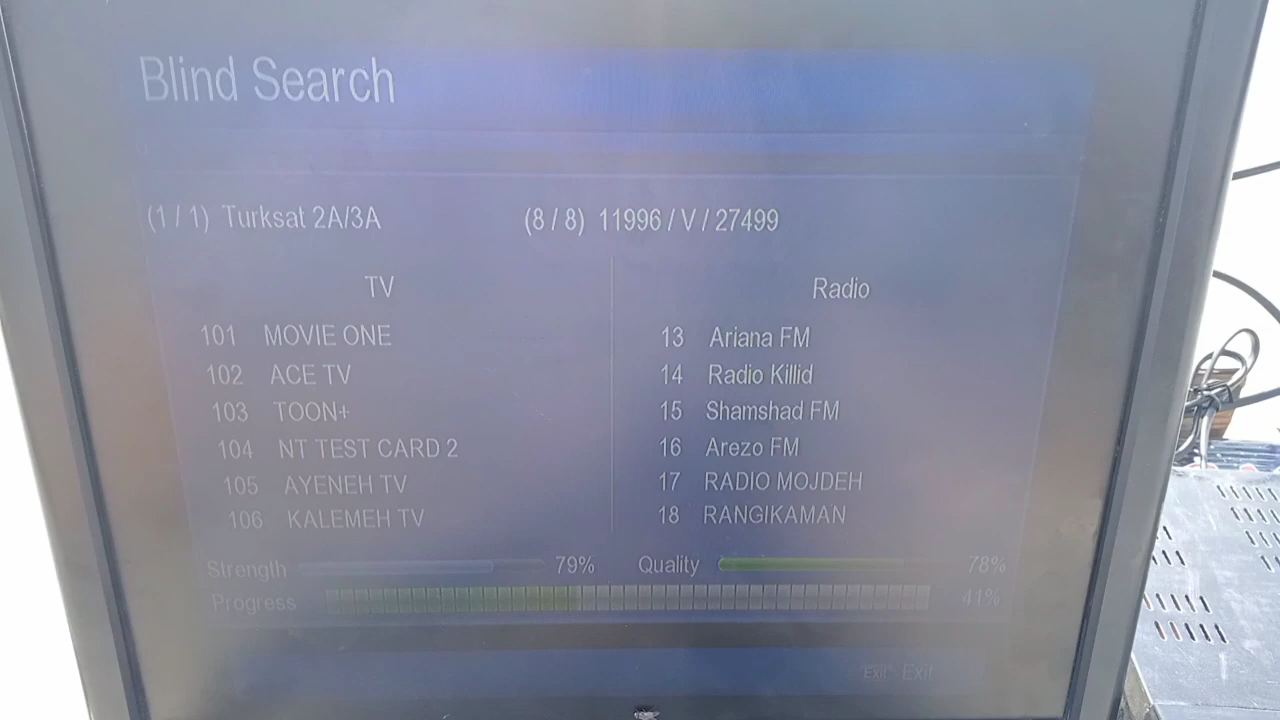 Blind Search
(1 / 1) Turksat 2A/3A (8 / 8) 11996 / V / 27499
TV Radio
101 MOVIE ONE 13 Ariana FM
102 ACE TV 14 Radio Killid
103 TOON+ 15 Shamshad FM
104 NT TEST CARD 2 16 Arezo FM
105 AYENEH TV 17 RADIO MOJDEH
106 KALEMEH TV 18 RANGIKAMAN
Strength 79% Quality 78%
Progress 41%
Exit Exit